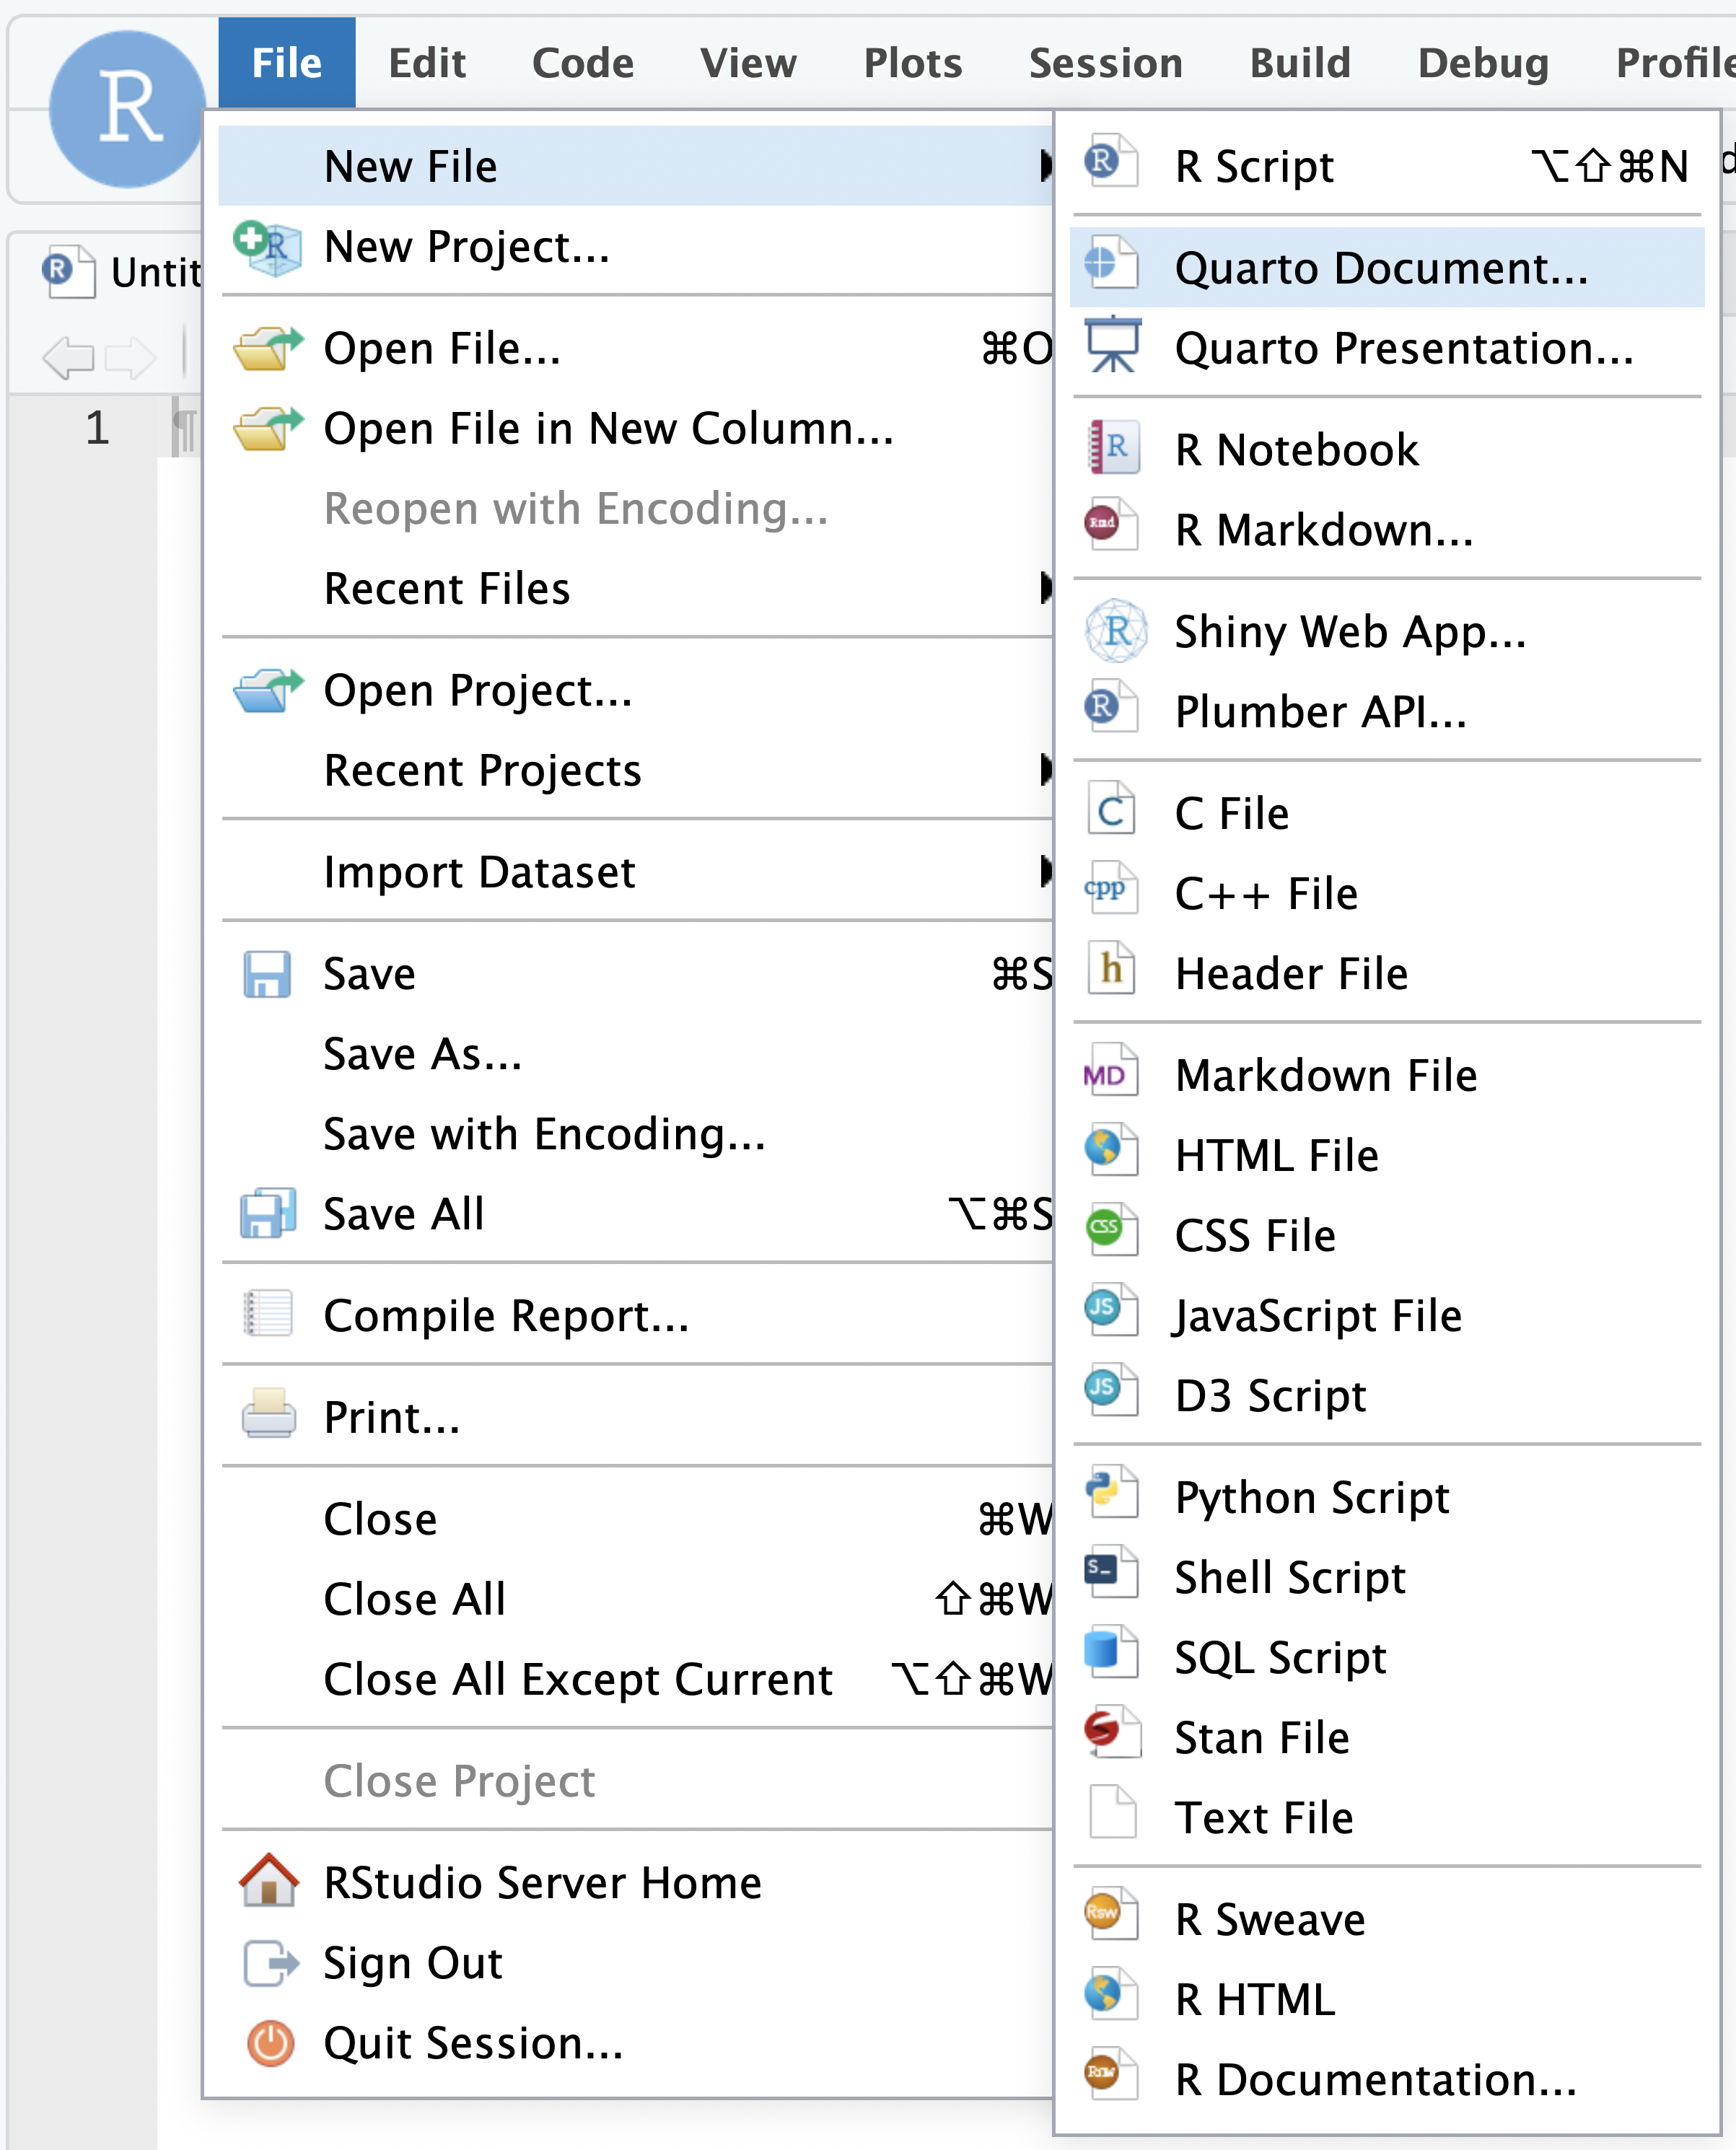 R
File Edit Code View Plots Session Build Debug Profile
Untit
1
¶
New File
New Project...
Open File... ⌘O
Open File in New Column...
Reopen with Encoding...
Recent Files
Open Project...
Recent Projects
Import Dataset
Save ⌘S
Save As...
Save with Encoding...
Save All ⌥⌘S
Compile Report...
Print...
Close ⌘W
Close All ⇧⌘W
Close All Except Current ⌥⇧⌘W
Close Project
RStudio Server Home
Sign Out
Quit Session...
R Script ⌥⇧⌘N
Quarto Document...
Quarto Presentation...
R Notebook
R Markdown...
Shiny Web App...
Plumber API...
C File
C++ File
Header File
Markdown File
HTML File
CSS File
JavaScript File
D3 Script
Python Script
Shell Script
SQL Script
Stan File
Text File
R Sweave
R HTML
R Documentation...